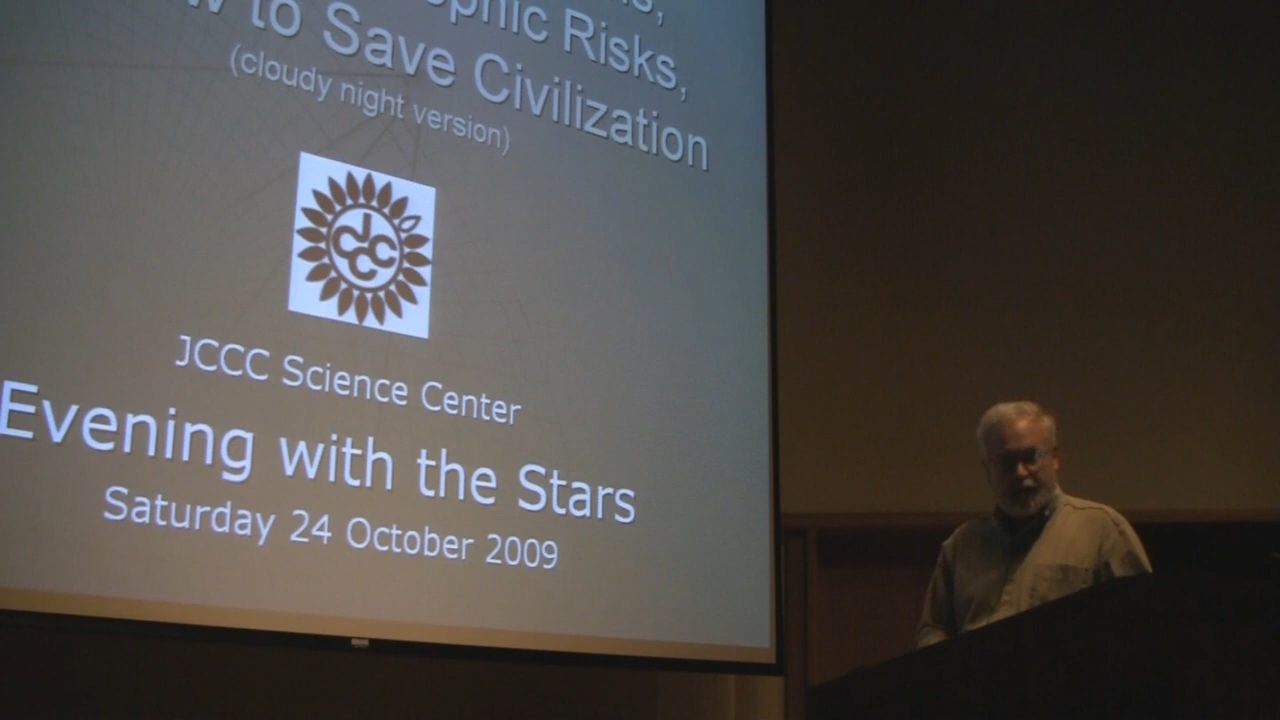 Risks,
to Save Civilization
(cloudy night version)
JCCC
JCCC Science Center
Evening with the Stars
Saturday 24 October 2009